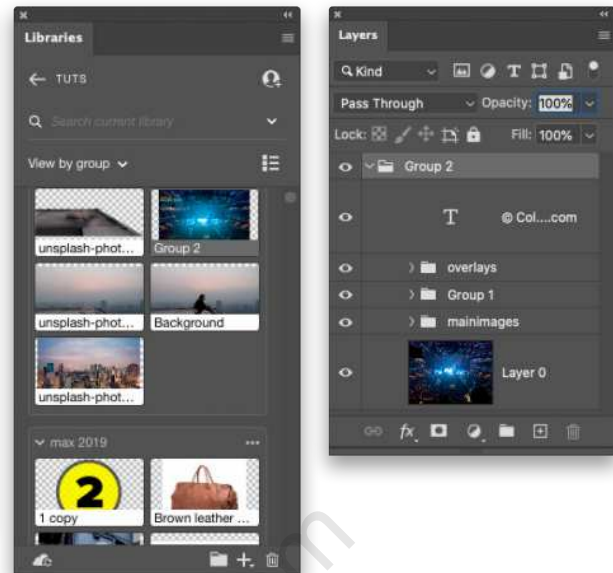 Libraries
TUTS
Search current library
View by group
unsplash-phot...
Group 2
unsplash-phot...
Background
unsplash-phot...
max 2019
2
1 copy
Brown leather ...
Layers
Kind
Pass Through
Opacity: 100%
Lock:
Fill: 100%
Group 2
T
© Col....com
overlays
Group 1
mainimages
Layer 0
fx
m